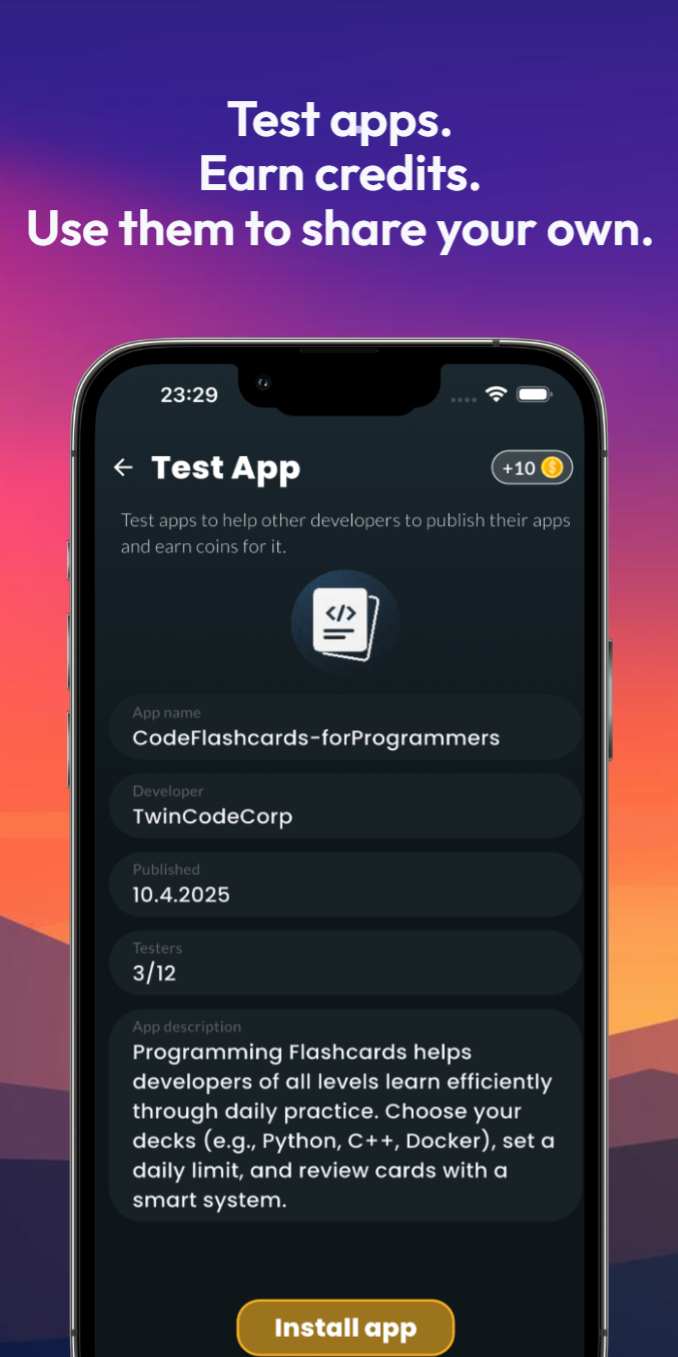 Test apps.
Earn credits.
Use them to share your own.
23:29
Test App
+10
Test apps to help other developers to publish their apps
and earn coins for it.
</>
App name
CodeFlashcards-forProgrammers
Developer
TwinCodeCorp
Published
10.4.2025
Testers
3/12
App description
Programming Flashcards helps
developers of all levels learn efficiently
through daily practice. Choose your
decks (e.g., Python, C++, Docker), set a
daily limit, and review cards with a
smart system.
Install app